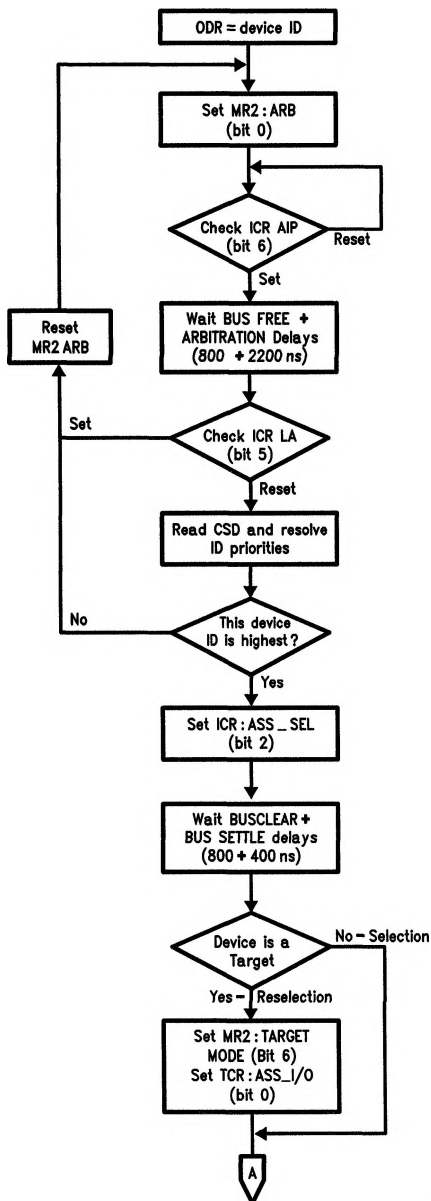 ODR = device ID
Set MR2 : ARB
(bit 0)
Check ICR AIP
(bit 6)
Reset
Set
Wait BUS FREE +
ARBITRATION Delays
(800 + 2200 ns)
Reset
MR2 ARB
Set
Check ICR LA
(bit 5)
Reset
Read CSD and resolve
ID priorities
No
This device
ID is highest?
Yes
Set ICR : ASS_SEL
(bit 2)
Wait BUSCLEAR +
BUS SETTLE delays
(800 + 400 ns)
Device is a
Target
No - Selection
Yes - Reselection
Set MR2 : TARGET
MODE (Bit 6)
Set TCR : ASS_I/O
(bit 0)
A